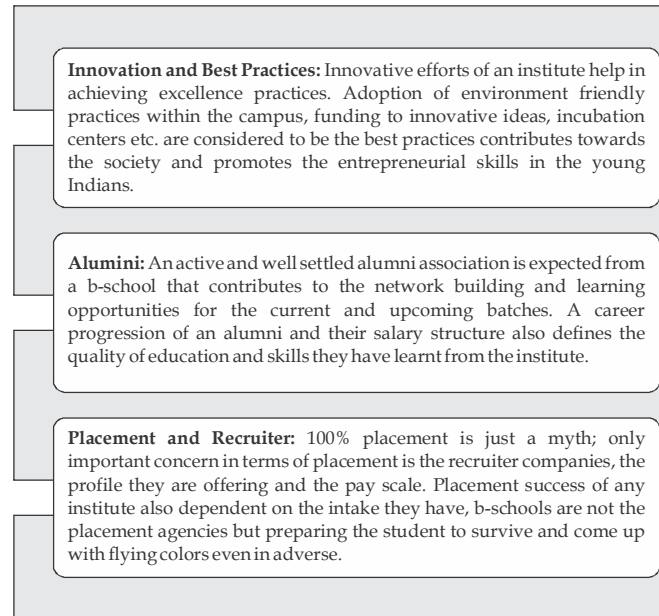 Innovation and Best Practices: Innovative efforts of an institute help in
achieving excellence practices. Adoption of environment friendly
practices within the campus, funding to innovative ideas, incubation
centers etc. are considered to be the best practices contributes towards
the society and promotes the entrepreneurial skills in the young
Indians.
Alumini: An active and well settled alumni association is expected from
a b-school that contributes to the network building and learning
opportunities for the current and upcoming batches. A career
progression of an alumni and their salary structure also defines the
quality of education and skills they have learnt from the institute.
Placement and Recruiter: 100% placement is just a myth; only
important concern in terms of placement is the recruiter companies, the
profile they are offering and the pay scale. Placement success of any
institute also dependent on the intake they have, b-schools are not the
placement agencies but preparing the student to survive and come up
with flying colors even in adverse.